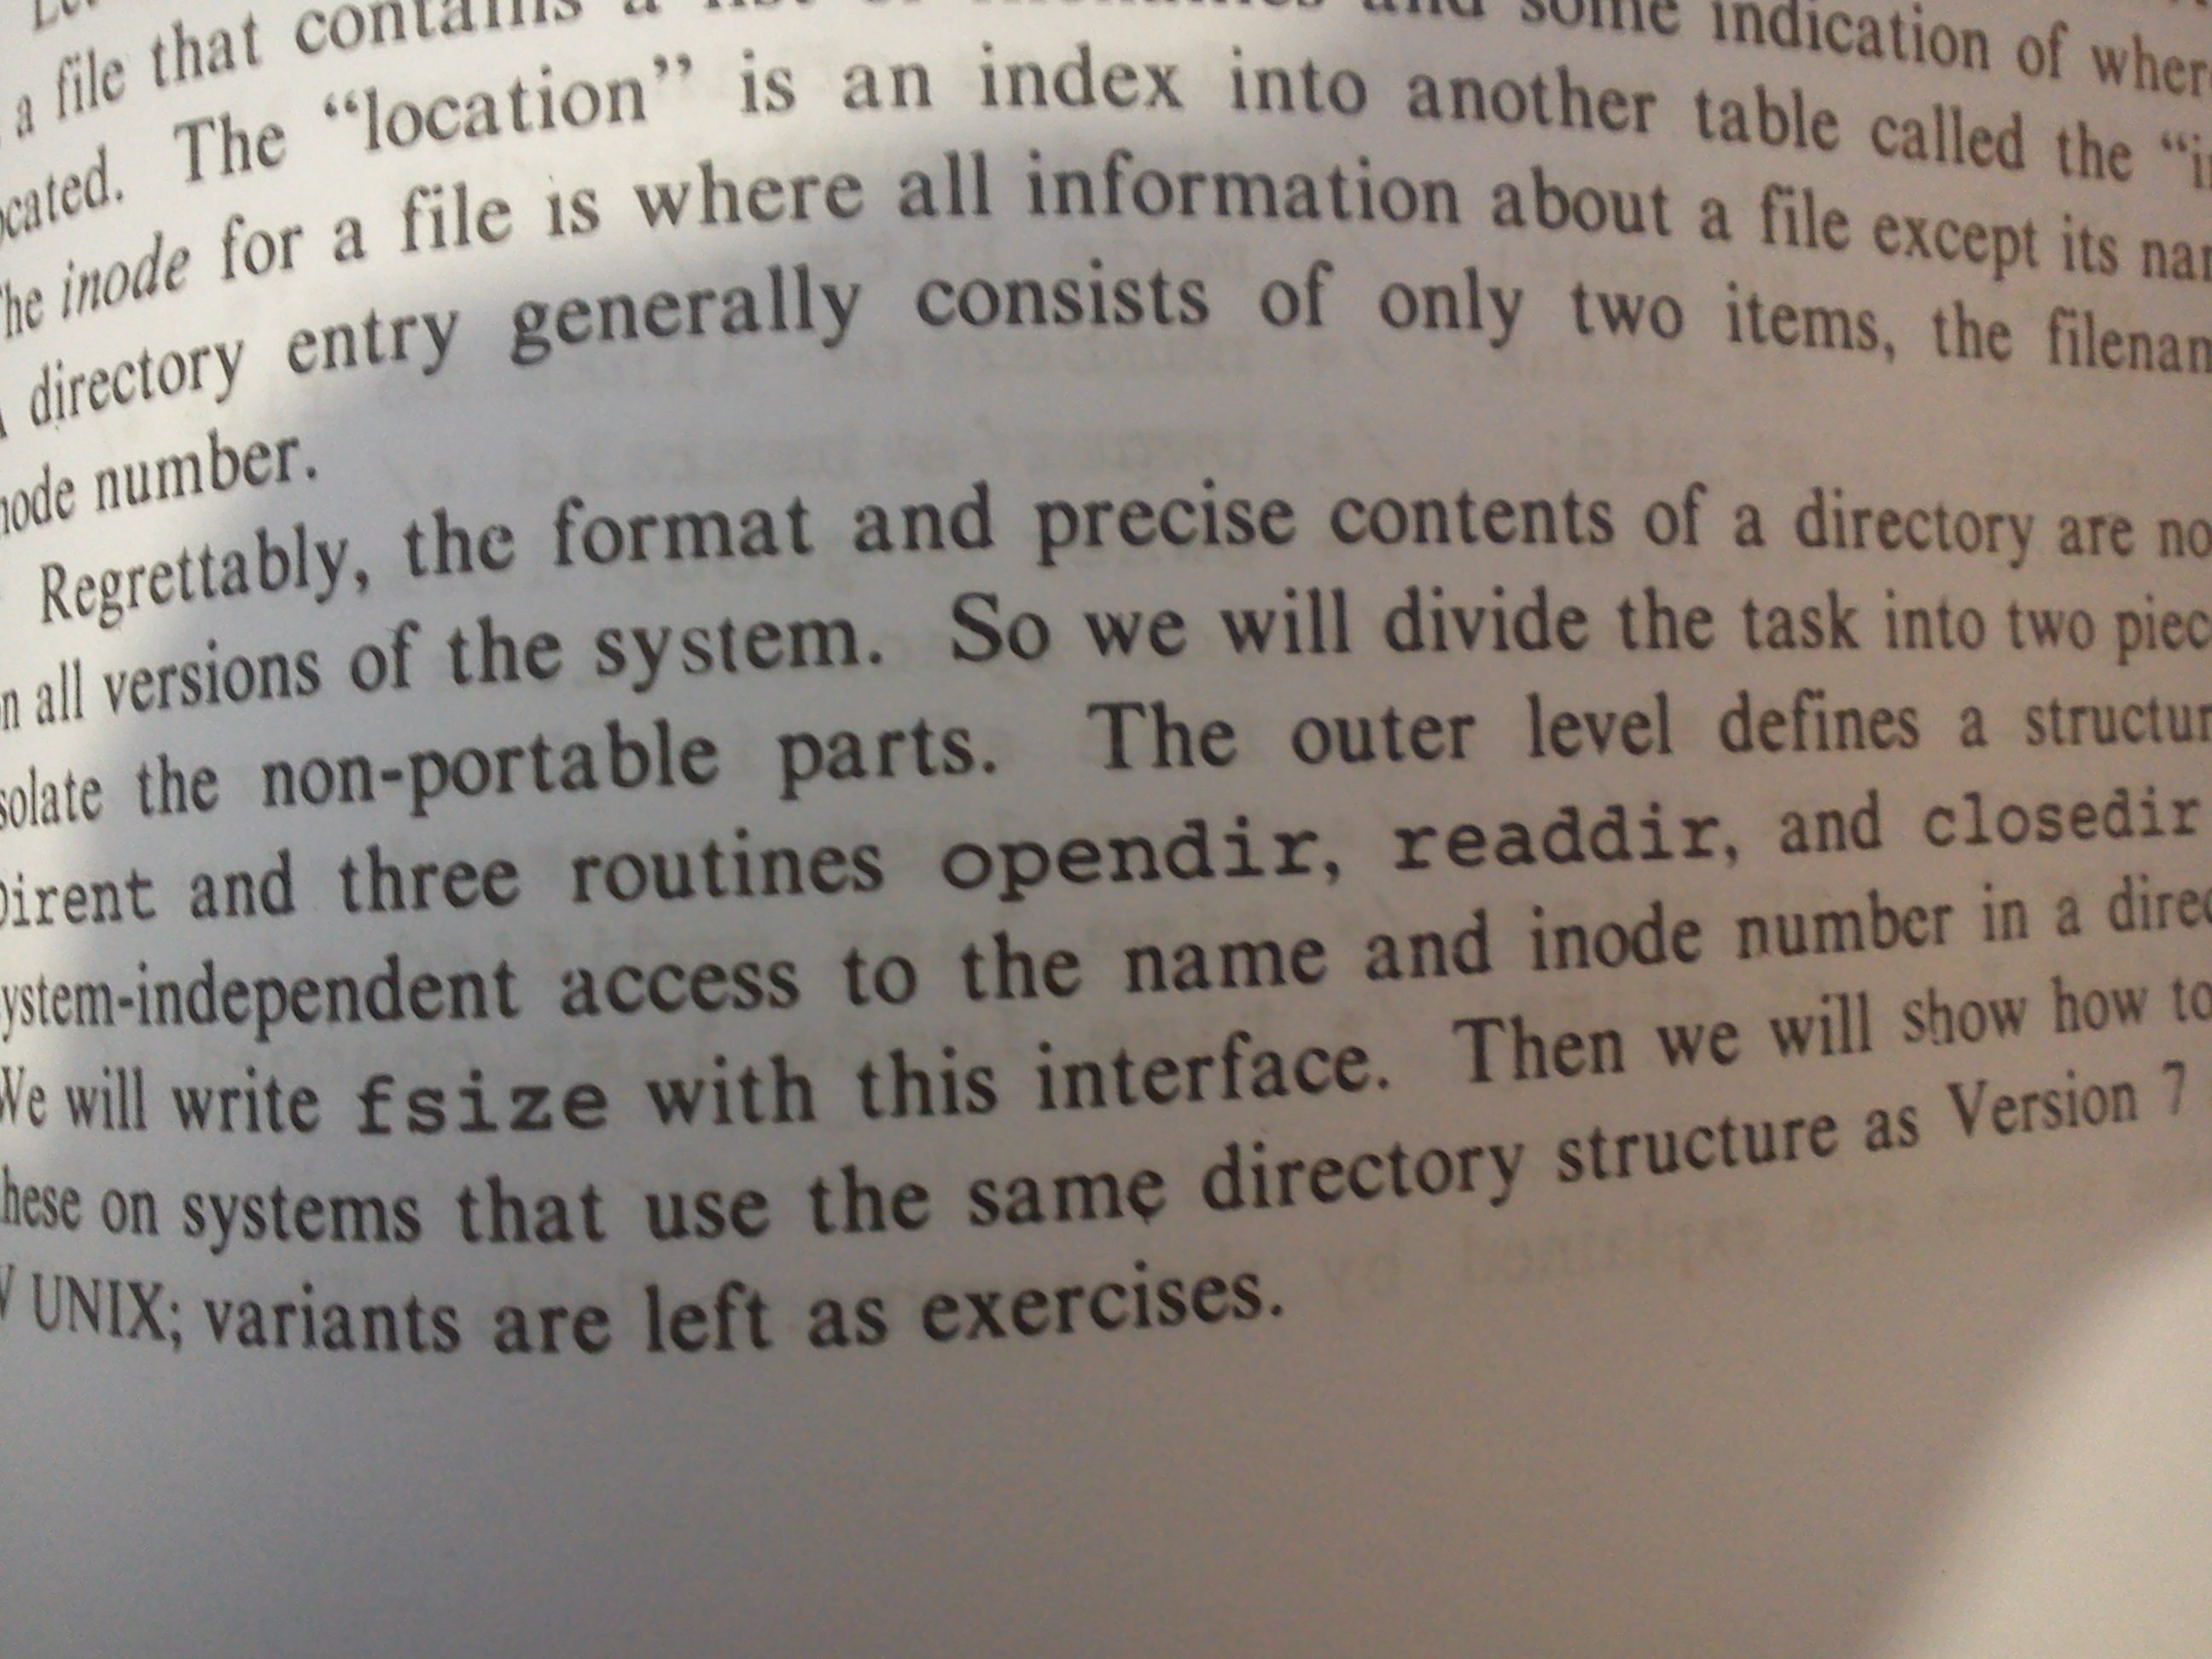 a file that contains a and some indication of wher
ocated. The “location” is an index into another table called the “i
he inode for a file is where all information about a file except its nam
directory entry generally consists of only two items, the filenam
node number.
Regrettably, the format and precise contents of a directory are no
n all versions of the system. So we will divide the task into two piec
solate the non-portable parts. The outer level defines a structur
Dirent and three routines opendir, readdir, and closedir
ystem-independent access to the name and inode number in a direc
We will write fsize with this interface. Then we will show how to
hese on systems that use the same directory structure as Version 7
V UNIX; variants are left as exercises.